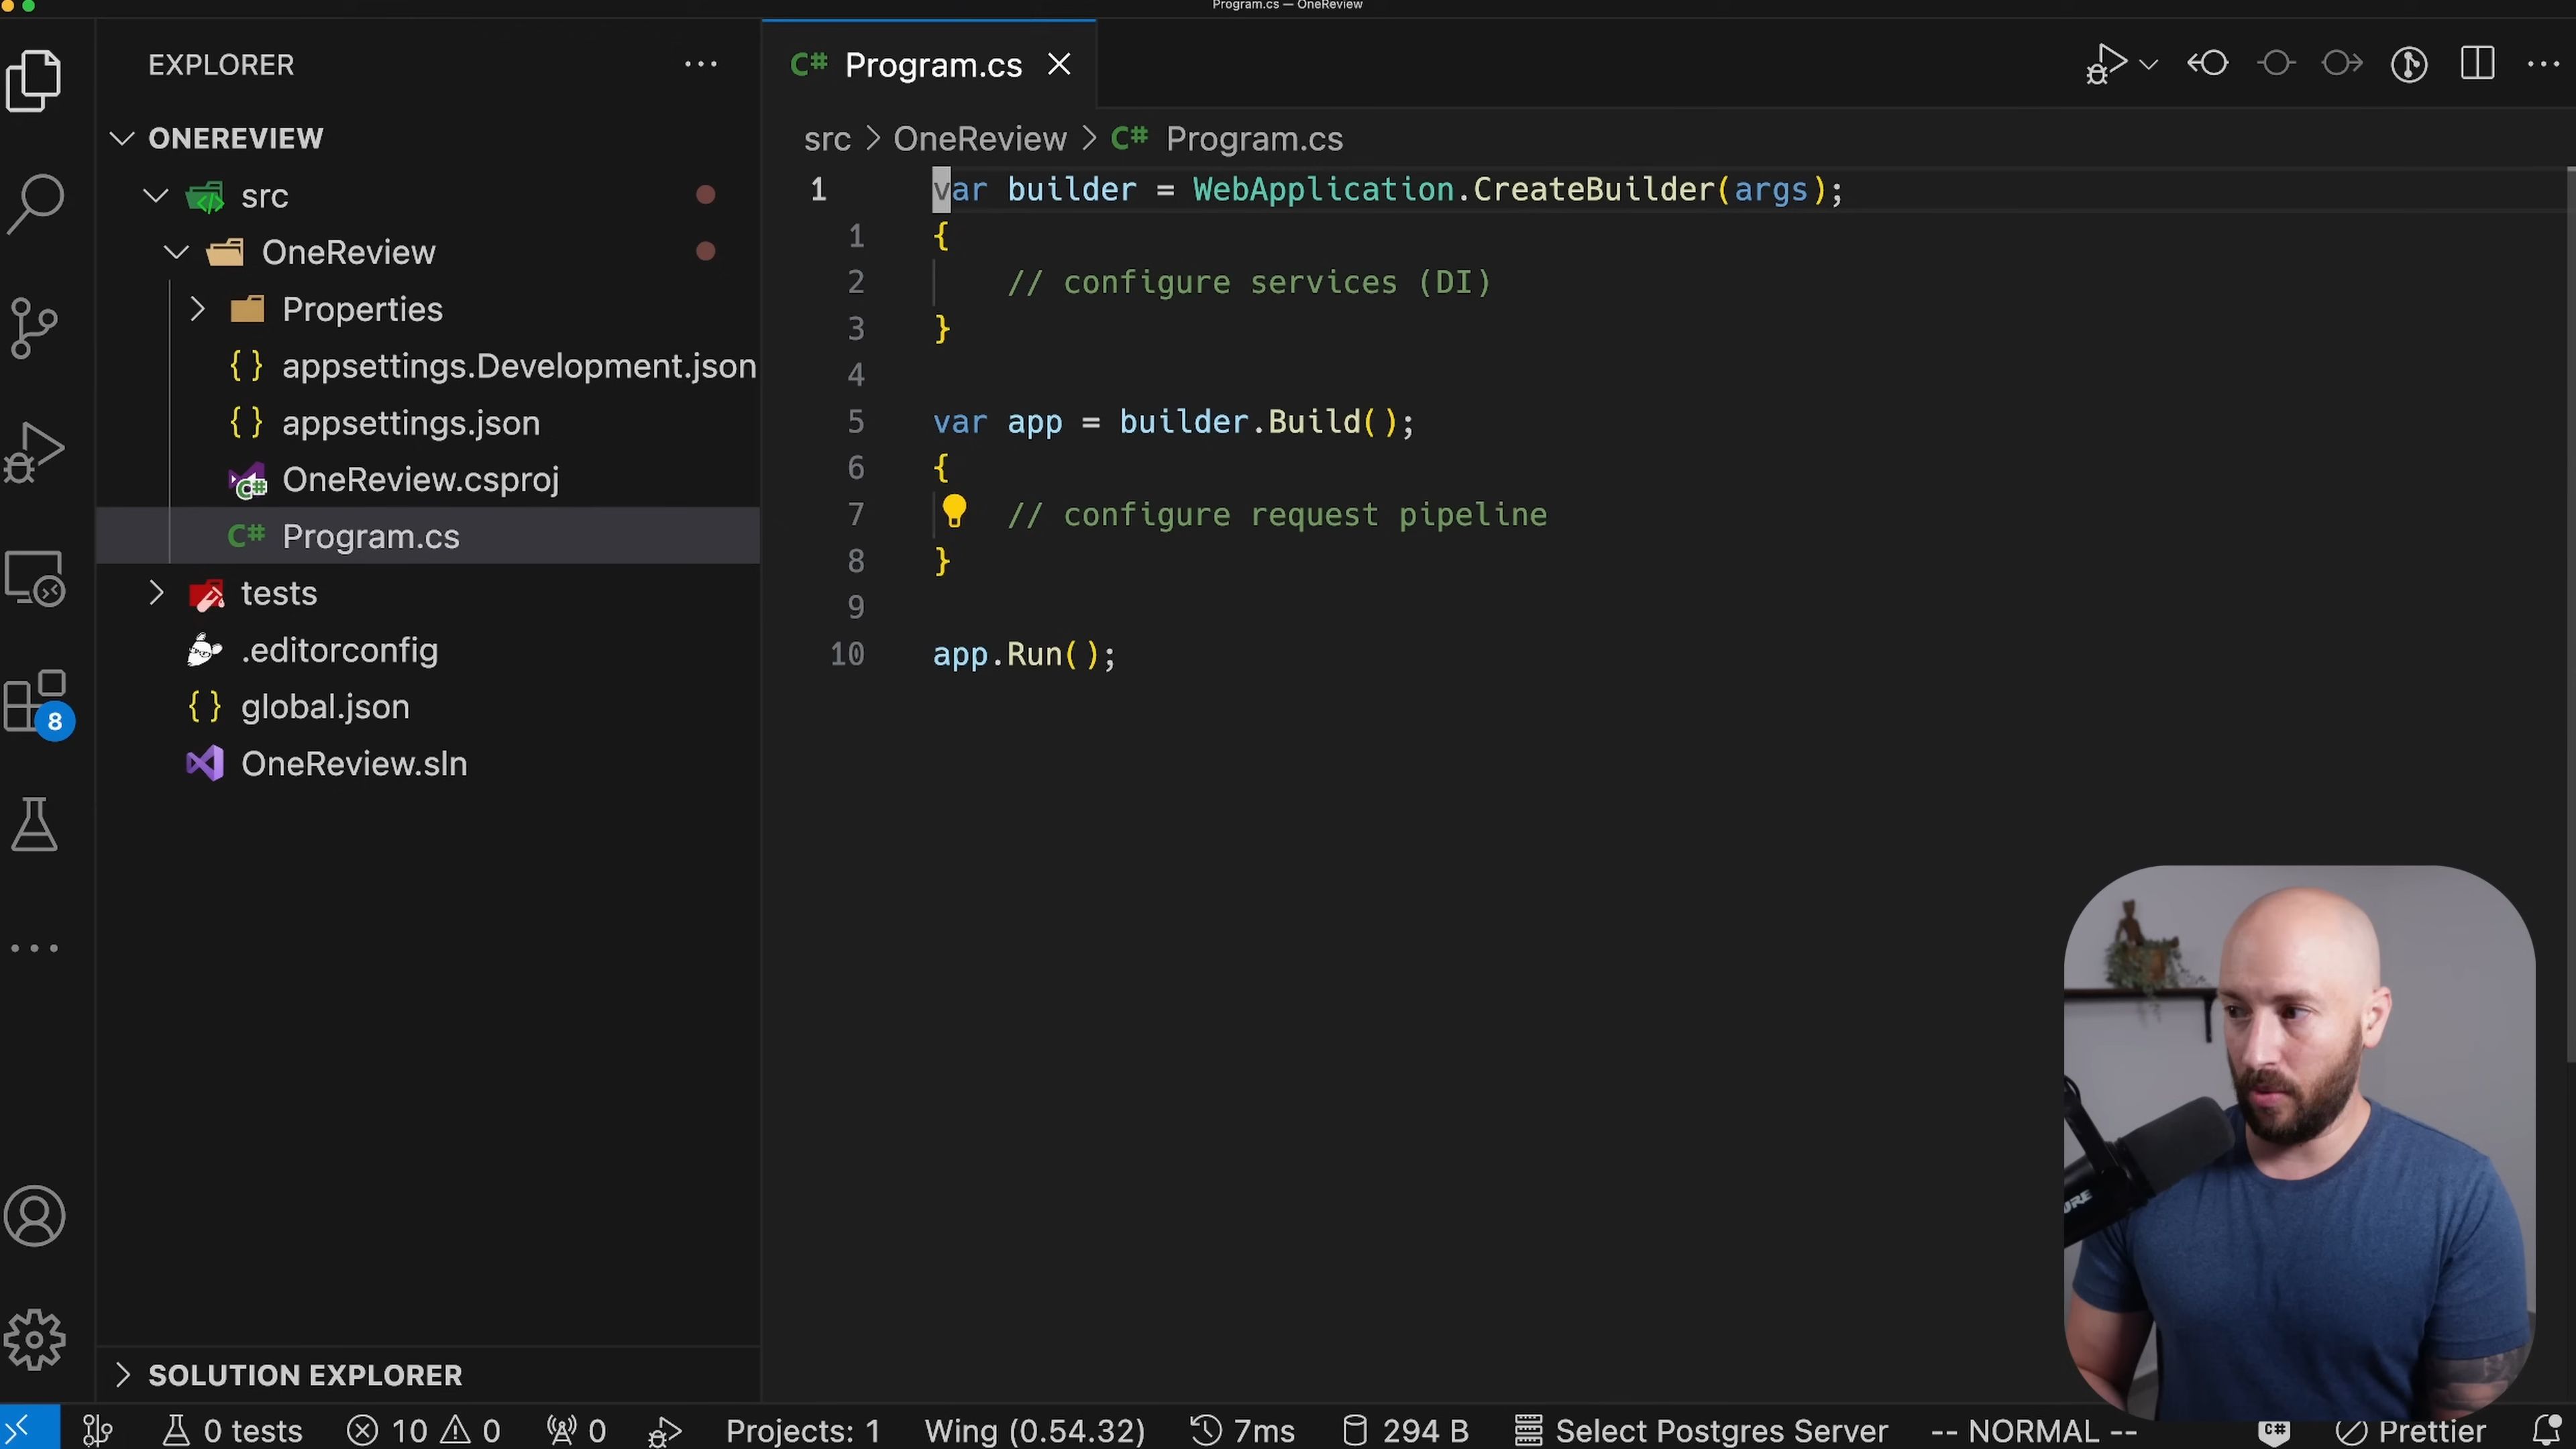 Program.cs — OneReview
EXPLORER
ONEREVIEW
src
OneReview
Properties
appsettings.Development.json
appsettings.json
OneReview.csproj
C# Program.cs
tests
.editorconfig
global.json
OneReview.sln
8
SOLUTION EXPLORER
C# Program.cs
src > OneReview > C# Program.cs
1 var builder = WebApplication.CreateBuilder(args);
1 {
2 // configure services (DI)
3 }
4
5 var app = builder.Build();
6 {
7 // configure request pipeline
8 }
9
10 app.Run();
0 tests 10 0 0 Projects: 1 Wing (0.54.32) 7ms 294 B Select Postgres Server -- NORMAL -- C# Prettier